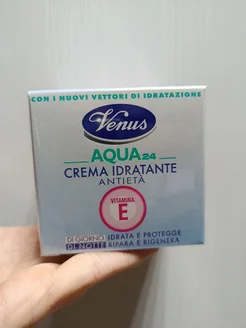 CON I NUOVI VETTORI DI IDRATAZIONE
Venus
AQUA24
CREMA IDRATANTE
ANTIETÀ
VITAMINA
E
DI GIORNO IDRATA E PROTEGGE
DI NOTTE RIPARA E RIGENERA